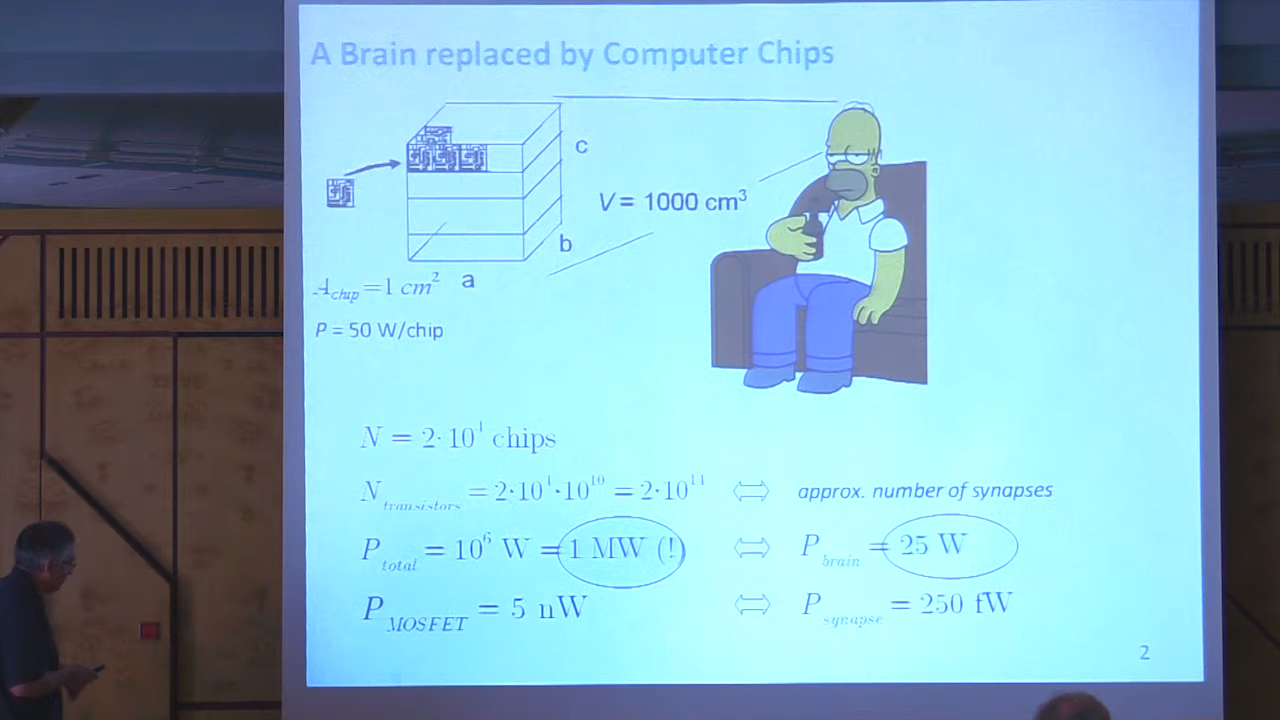 A Brain replaced by Computer Chips
c
V = 1000 cm³
b
a
A_chip = 1 cm²
P = 50 W/chip
N = 2·10⁴ chips
N_transistors = 2·10⁴·10¹⁰ = 2·10¹⁴ ⇔ approx. number of synapses
P_total = 10⁶ W = 1 MW (!) ⇔ P_brain = 25 W
P_MOSFET = 5 nW ⇔ P_synapse = 250 fW
2